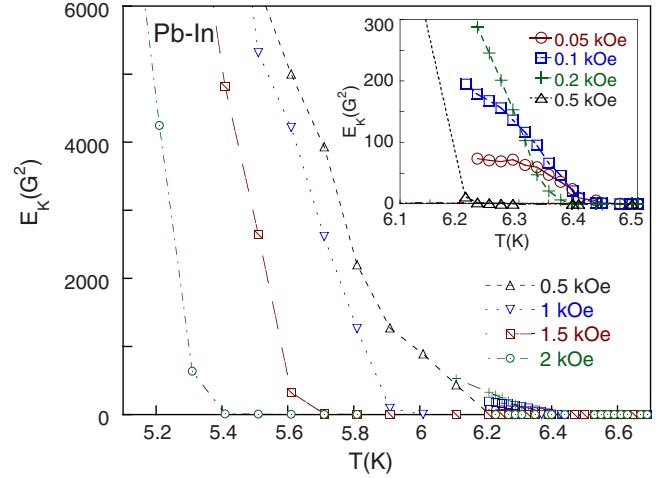 Pb-In
6000
4000
2000
0
E_K(G²)
5.2 5.4 5.6 5.8 6 6.2 6.4 6.6
T(K)
0.5 kOe
1 kOe
1.5 kOe
2 kOe
300
200
100
0
E_K(G²)
6.1 6.2 6.3 6.4 6.5
T(K)
0.05 kOe
0.1 kOe
0.2 kOe
0.5 kOe